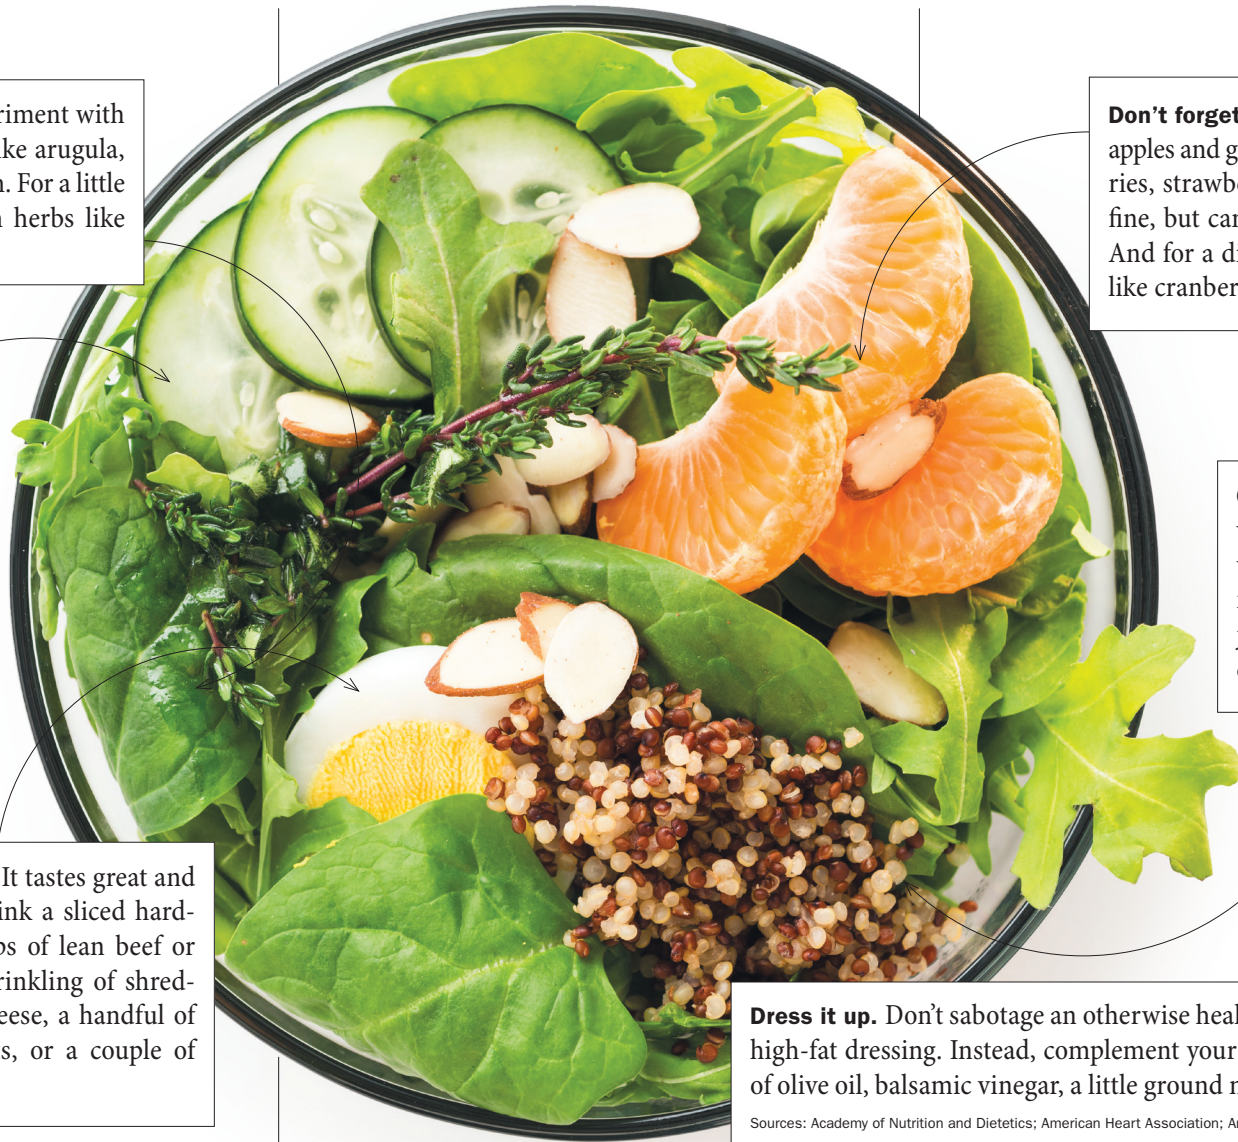 riment with
ke arugula,
. For a little
herbs like
Don't forget
apples and g
ries, strawb
fine, but can
And for a di
like cranber
It tastes great and
ink a sliced hard-
s of lean beef or
rinkling of shred-
eese, a handful of
s, or a couple of
Dress it up. Don't sabotage an otherwise heal
high-fat dressing. Instead, complement your
of olive oil, balsamic vinegar, a little ground
Sources: Academy of Nutrition and Dietetics; American Heart Association;